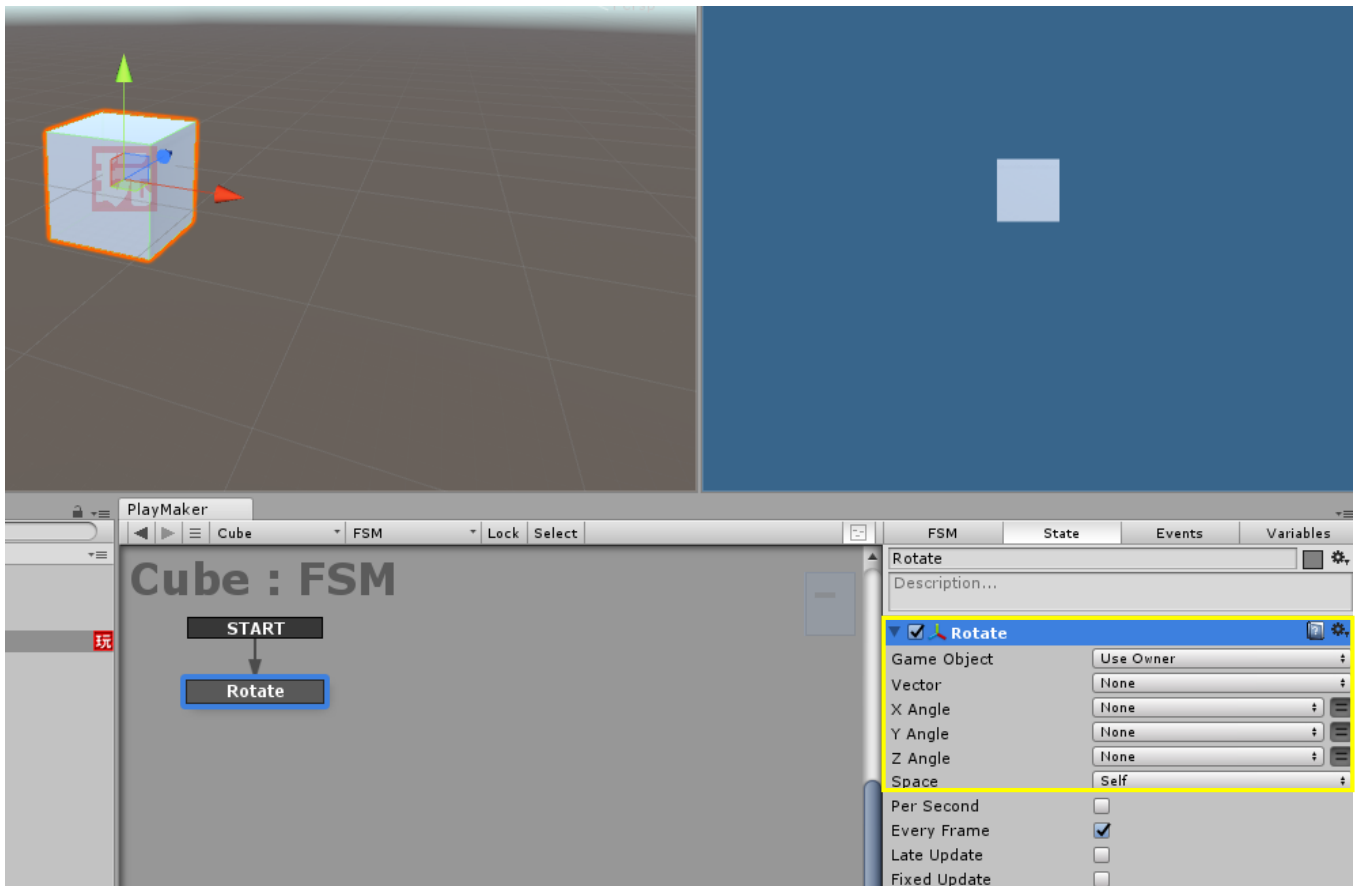 玩
PlayMaker
Cube FSM Lock Select
FSM State Events Variables
Rotate
Description...
Cube : FSM
START
Rotate
玩
Rotate
Game Object Use Owner
Vector None
X Angle None
Y Angle None
Z Angle None
Space Self
Per Second
Every Frame
Late Update
Fixed Update